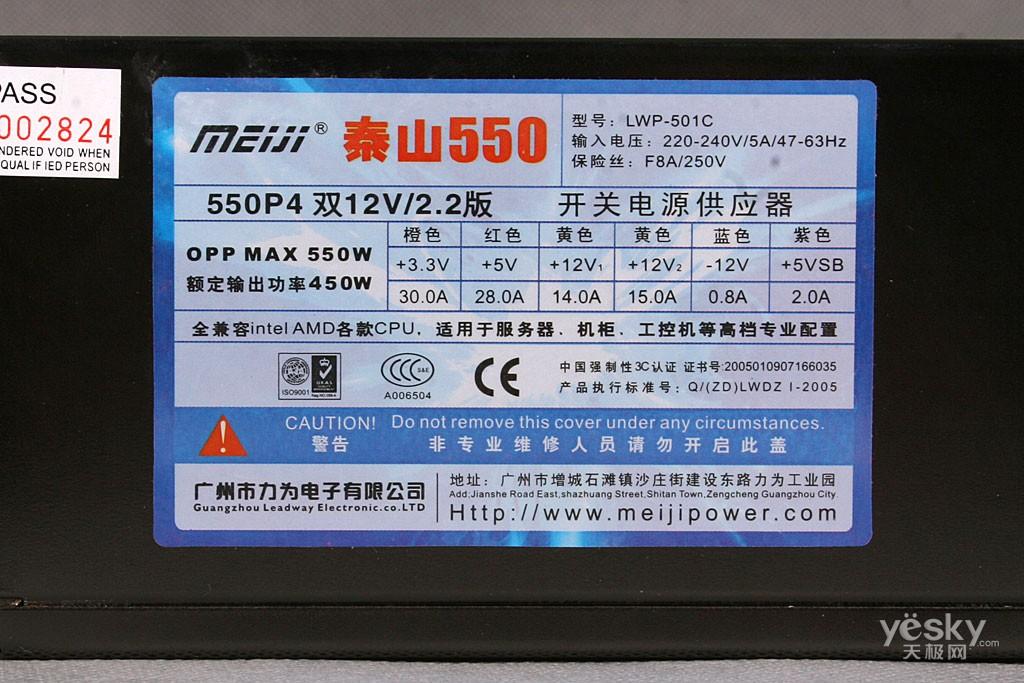 PASS
002824
NDERED VOID WHEN
QUAL IF IED PERSON
MEIJI® 泰山550
型号：LWP-501C
输入电压：220-240V/5A/47-63Hz
保险丝：F8A/250V
550P4 双12V/2.2版 开关电源供应器
OPP MAX 550W
额定输出功率450W
橙色 红色 黄色 黄色 蓝色 紫色
+3.3V +5V +12V1 +12V2 -12V +5VSB
30.0A 28.0A 14.0A 15.0A 0.8A 2.0A
全兼容intel AMD各款CPU，适用于服务器、机柜、工控机等高档专业配置
ISO9001
UKAS
CCC S&E
A006504
CE
中国强制性3C认证 证书号:2005010907166035
产品执行标准号：Q/(ZD)LWDZ I-2005
CAUTION! Do not remove this cover under any circumstances.
警告 非专业维修人员请勿开启此盖
广州市力为电子有限公司
Guangzhou Leadway Electronic.co.LTD
地址：广州市增城石滩镇沙庄街建设东路力为工业园
Add;Jianshe Road East,shazhuang Street,Shitan Town,Zengcheng Guangzhou City.
Http://www.meijipower.com
yësky.com
天极网